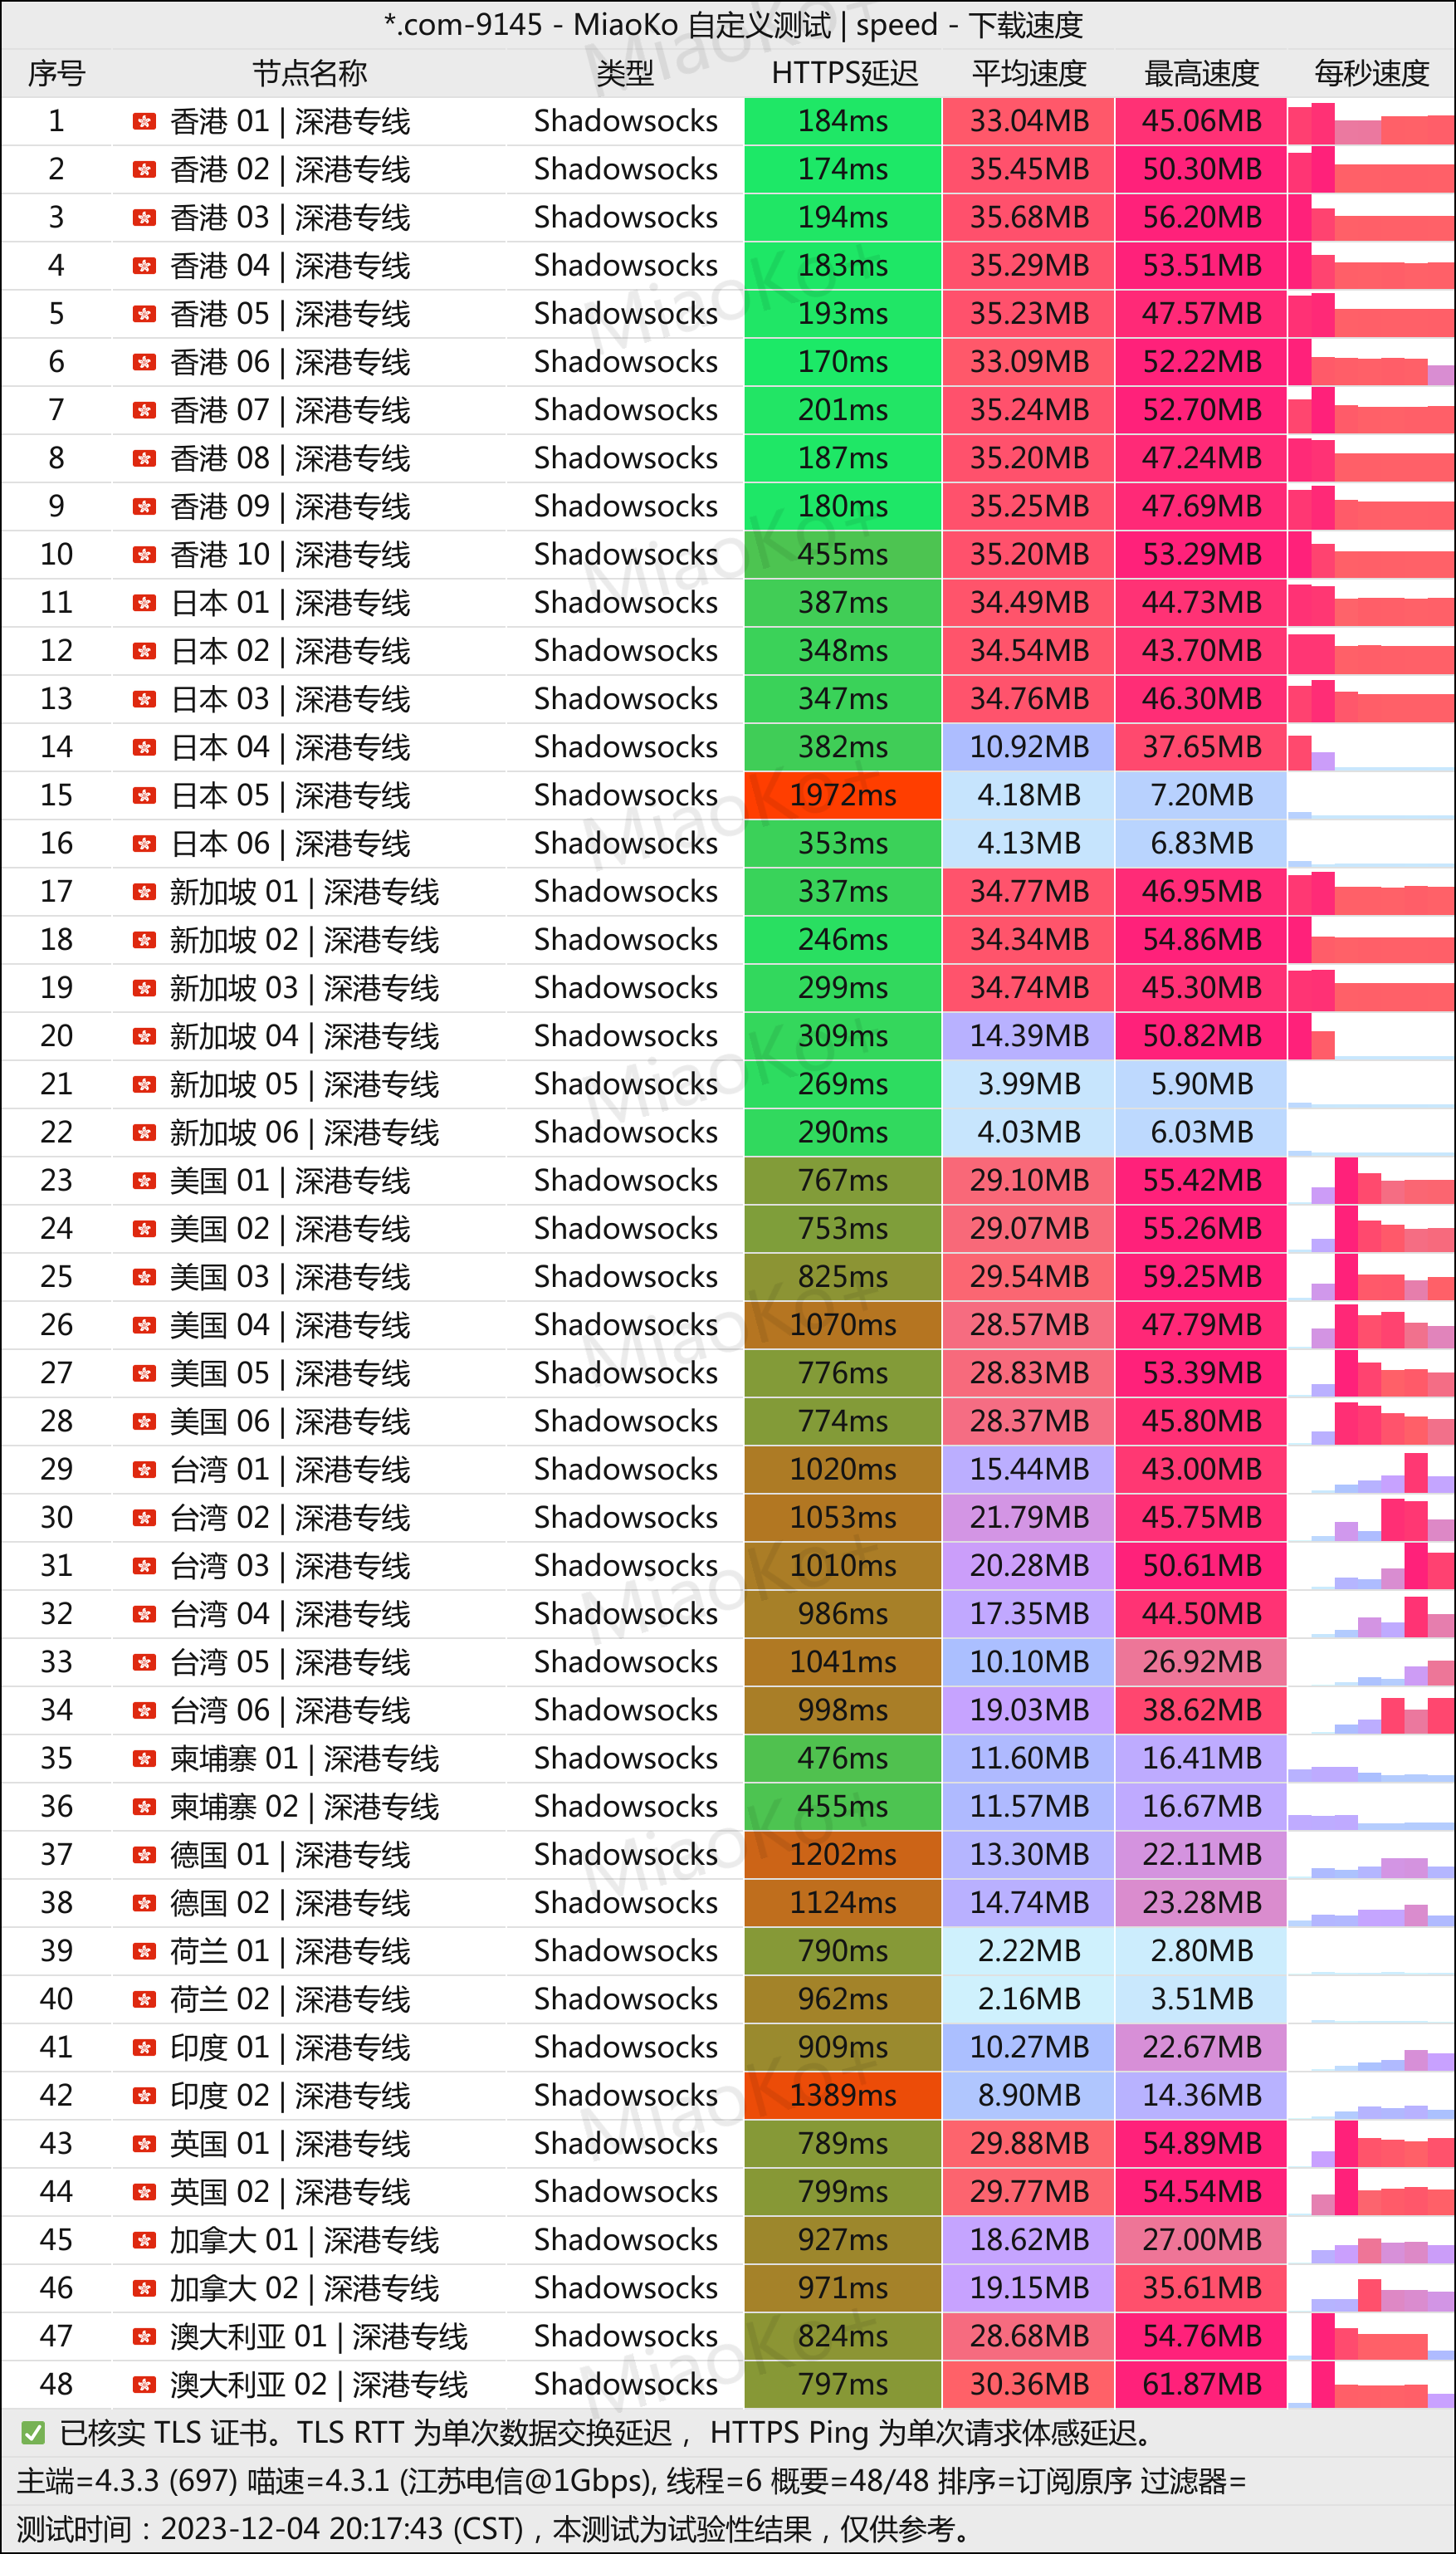 *.com-9145 - MiaoKo 自定义测试 | speed - 下载速度
序号 节点名称 类型 HTTPS延迟 平均速度 最高速度 每秒速度
1 香港 01 | 深港专线 Shadowsocks 184ms 33.04MB 45.06MB
2 香港 02 | 深港专线 Shadowsocks 174ms 35.45MB 50.30MB
3 香港 03 | 深港专线 Shadowsocks 194ms 35.68MB 56.20MB
4 香港 04 | 深港专线 Shadowsocks 183ms 35.29MB 53.51MB
5 香港 05 | 深港专线 Shadowsocks 193ms 35.23MB 47.57MB
6 香港 06 | 深港专线 Shadowsocks 170ms 33.09MB 52.22MB
7 香港 07 | 深港专线 Shadowsocks 201ms 35.24MB 52.70MB
8 香港 08 | 深港专线 Shadowsocks 187ms 35.20MB 47.24MB
9 香港 09 | 深港专线 Shadowsocks 180ms 35.25MB 47.69MB
10 香港 10 | 深港专线 Shadowsocks 455ms 35.20MB 53.29MB
11 日本 01 | 深港专线 Shadowsocks 387ms 34.49MB 44.73MB
12 日本 02 | 深港专线 Shadowsocks 348ms 34.54MB 43.70MB
13 日本 03 | 深港专线 Shadowsocks 347ms 34.76MB 46.30MB
14 日本 04 | 深港专线 Shadowsocks 382ms 10.92MB 37.65MB
15 日本 05 | 深港专线 Shadowsocks 1972ms 4.18MB 7.20MB
16 日本 06 | 深港专线 Shadowsocks 353ms 4.13MB 6.83MB
17 新加坡 01 | 深港专线 Shadowsocks 337ms 34.77MB 46.95MB
18 新加坡 02 | 深港专线 Shadowsocks 246ms 34.34MB 54.86MB
19 新加坡 03 | 深港专线 Shadowsocks 299ms 34.74MB 45.30MB
20 新加坡 04 | 深港专线 Shadowsocks 309ms 14.39MB 50.82MB
21 新加坡 05 | 深港专线 Shadowsocks 269ms 3.99MB 5.90MB
22 新加坡 06 | 深港专线 Shadowsocks 290ms 4.03MB 6.03MB
23 美国 01 | 深港专线 Shadowsocks 767ms 29.10MB 55.42MB
24 美国 02 | 深港专线 Shadowsocks 753ms 29.07MB 55.26MB
25 美国 03 | 深港专线 Shadowsocks 825ms 29.54MB 59.25MB
26 美国 04 | 深港专线 Shadowsocks 1070ms 28.57MB 47.79MB
27 美国 05 | 深港专线 Shadowsocks 776ms 28.83MB 53.39MB
28 美国 06 | 深港专线 Shadowsocks 774ms 28.37MB 45.80MB
29 台湾 01 | 深港专线 Shadowsocks 1020ms 15.44MB 43.00MB
30 台湾 02 | 深港专线 Shadowsocks 1053ms 21.79MB 45.75MB
31 台湾 03 | 深港专线 Shadowsocks 1010ms 20.28MB 50.61MB
32 台湾 04 | 深港专线 Shadowsocks 986ms 17.35MB 44.50MB
33 台湾 05 | 深港专线 Shadowsocks 1041ms 10.10MB 26.92MB
34 台湾 06 | 深港专线 Shadowsocks 998ms 19.03MB 38.62MB
35 柬埔寨 01 | 深港专线 Shadowsocks 476ms 11.60MB 16.41MB
36 柬埔寨 02 | 深港专线 Shadowsocks 455ms 11.57MB 16.67MB
37 德国 01 | 深港专线 Shadowsocks 1202ms 13.30MB 22.11MB
38 德国 02 | 深港专线 Shadowsocks 1124ms 14.74MB 23.28MB
39 荷兰 01 | 深港专线 Shadowsocks 790ms 2.22MB 2.80MB
40 荷兰 02 | 深港专线 Shadowsocks 962ms 2.16MB 3.51MB
41 印度 01 | 深港专线 Shadowsocks 909ms 10.27MB 22.67MB
42 印度 02 | 深港专线 Shadowsocks 1389ms 8.90MB 14.36MB
43 英国 01 | 深港专线 Shadowsocks 789ms 29.88MB 54.89MB
44 英国 02 | 深港专线 Shadowsocks 799ms 29.77MB 54.54MB
45 加拿大 01 | 深港专线 Shadowsocks 927ms 18.62MB 27.00MB
46 加拿大 02 | 深港专线 Shadowsocks 971ms 19.15MB 35.61MB
47 澳大利亚 01 | 深港专线 Shadowsocks 824ms 28.68MB 54.76MB
48 澳大利亚 02 | 深港专线 Shadowsocks 797ms 30.36MB 61.87MB
✅ 已核实 TLS 证书。TLS RTT 为单次数据交换延迟， HTTPS Ping 为单次请求体感延迟。
主端=4.3.3 (697) 喵速=4.3.1 (江苏电信@1Gbps), 线程=6 概要=48/48 排序=订阅原序 过滤器=
测试时间：2023-12-04 20:17:43 (CST)，本测试为试验性结果，仅供参考。